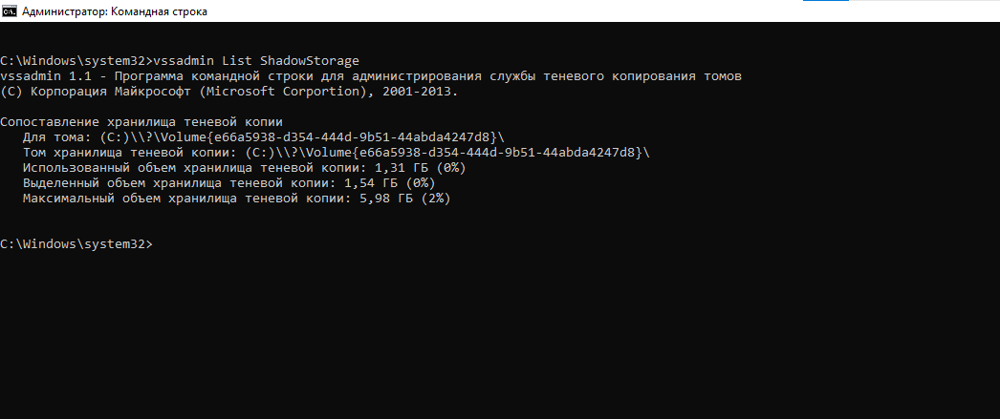 Администратор: Командная строка
C:\Windows\system32>vssadmin List ShadowStorage
vssadmin 1.1 - Программа командной строки для администрирования службы теневого копирования томов
(C) Корпорация Майкрософт (Microsoft Corportion), 2001-2013.
Сопоставление хранилища теневой копии
Для тома: (C:)\\?\Volume{e66a5938-d354-444d-9b51-44abda4247d8}\
Том хранилища теневой копии: (C:)\\?\Volume{e66a5938-d354-444d-9b51-44abda4247d8}\
Использованный объем хранилища теневой копии: 1,31 ГБ (0%)
Выделенный объем хранилища теневой копии: 1,54 ГБ (0%)
Максимальный объем хранилища теневой копии: 5,98 ГБ (2%)
C:\Windows\system32>